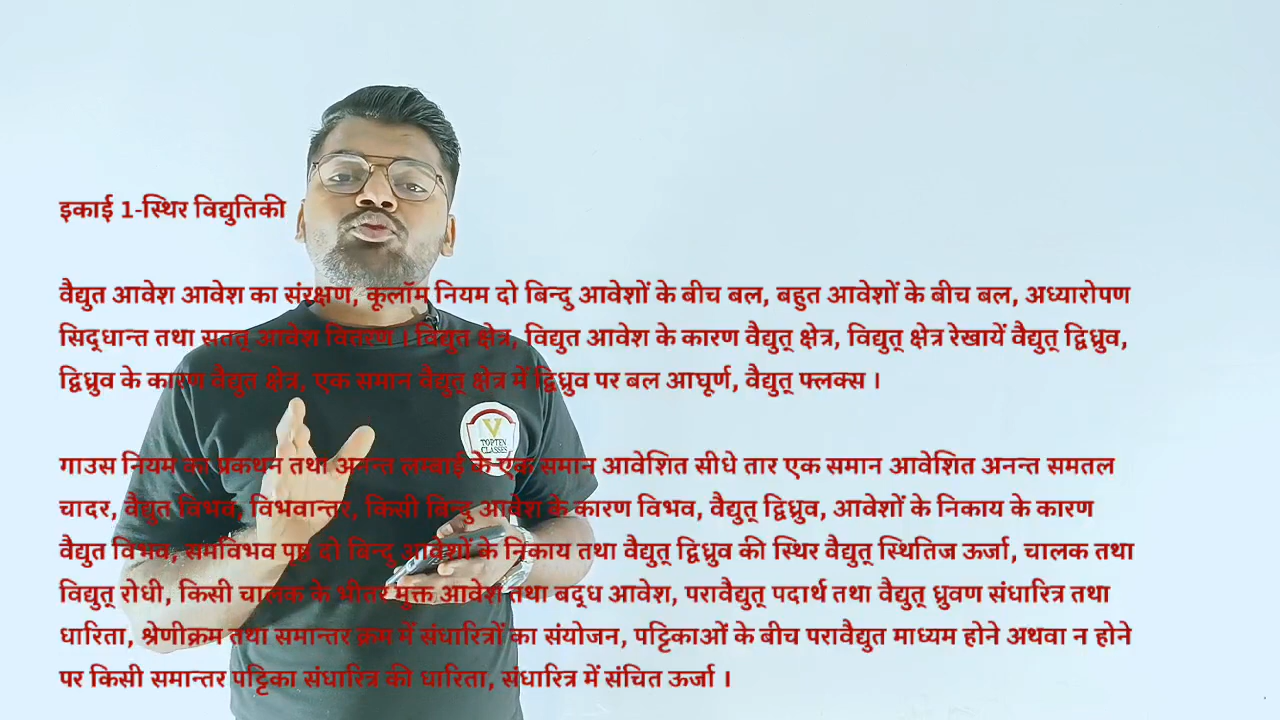 इकाई 1-स्थिर विद्युतिकी
वैद्युत आवेश आवेश का संरक्षण, कूलॉम नियम दो बिन्दु आवेशों के बीच बल, बहुत आवेशों के बीच बल, अध्यारोपण
सिद्धान्त तथा सतत् आवेश वितरण । विद्युत क्षेत्र, विद्युत आवेश के कारण वैद्युत् क्षेत्र, विद्युत् क्षेत्र रेखायें वैद्युत् द्विध्रुव,
द्विध्रुव के कारण वैद्युत क्षेत्र, एक समान वैद्युत् क्षेत्र में द्विध्रुव पर बल आघूर्ण, वैद्युत् फ्लक्स ।
V
TOPTEN
CLASSES
गाउस नियम का प्रकथन तथा अनन्त लम्बाई के एक समान आवेशित सीधे तार एक समान आवेशित अनन्त समतल
चादर, वैद्युत विभव, विभवान्तर, किसी बिन्दु आवेश के कारण विभव, वैद्युत् द्विध्रुव, आवेशों के निकाय के कारण
वैद्युत विभव, समविभव पृष्ठ दो बिन्दु आवेशों के निकाय तथा वैद्युत् द्विध्रुव की स्थिर वैद्युत् स्थितिज ऊर्जा, चालक तथा
विद्युत् रोधी, किसी चालक के भीतर मुक्त आवेश तथा बद्ध आवेश, परावैद्युत् पदार्थ तथा वैद्युत् ध्रुवण संधारित्र तथा
धारिता, श्रेणीक्रम तथा समान्तर क्रम में संधारित्रों का संयोजन, पट्टिकाओं के बीच परावैद्युत माध्यम होने अथवा न होने
पर किसी समान्तर पट्टिका संधारित्र की धारिता, संधारित्र में संचित ऊर्जा ।